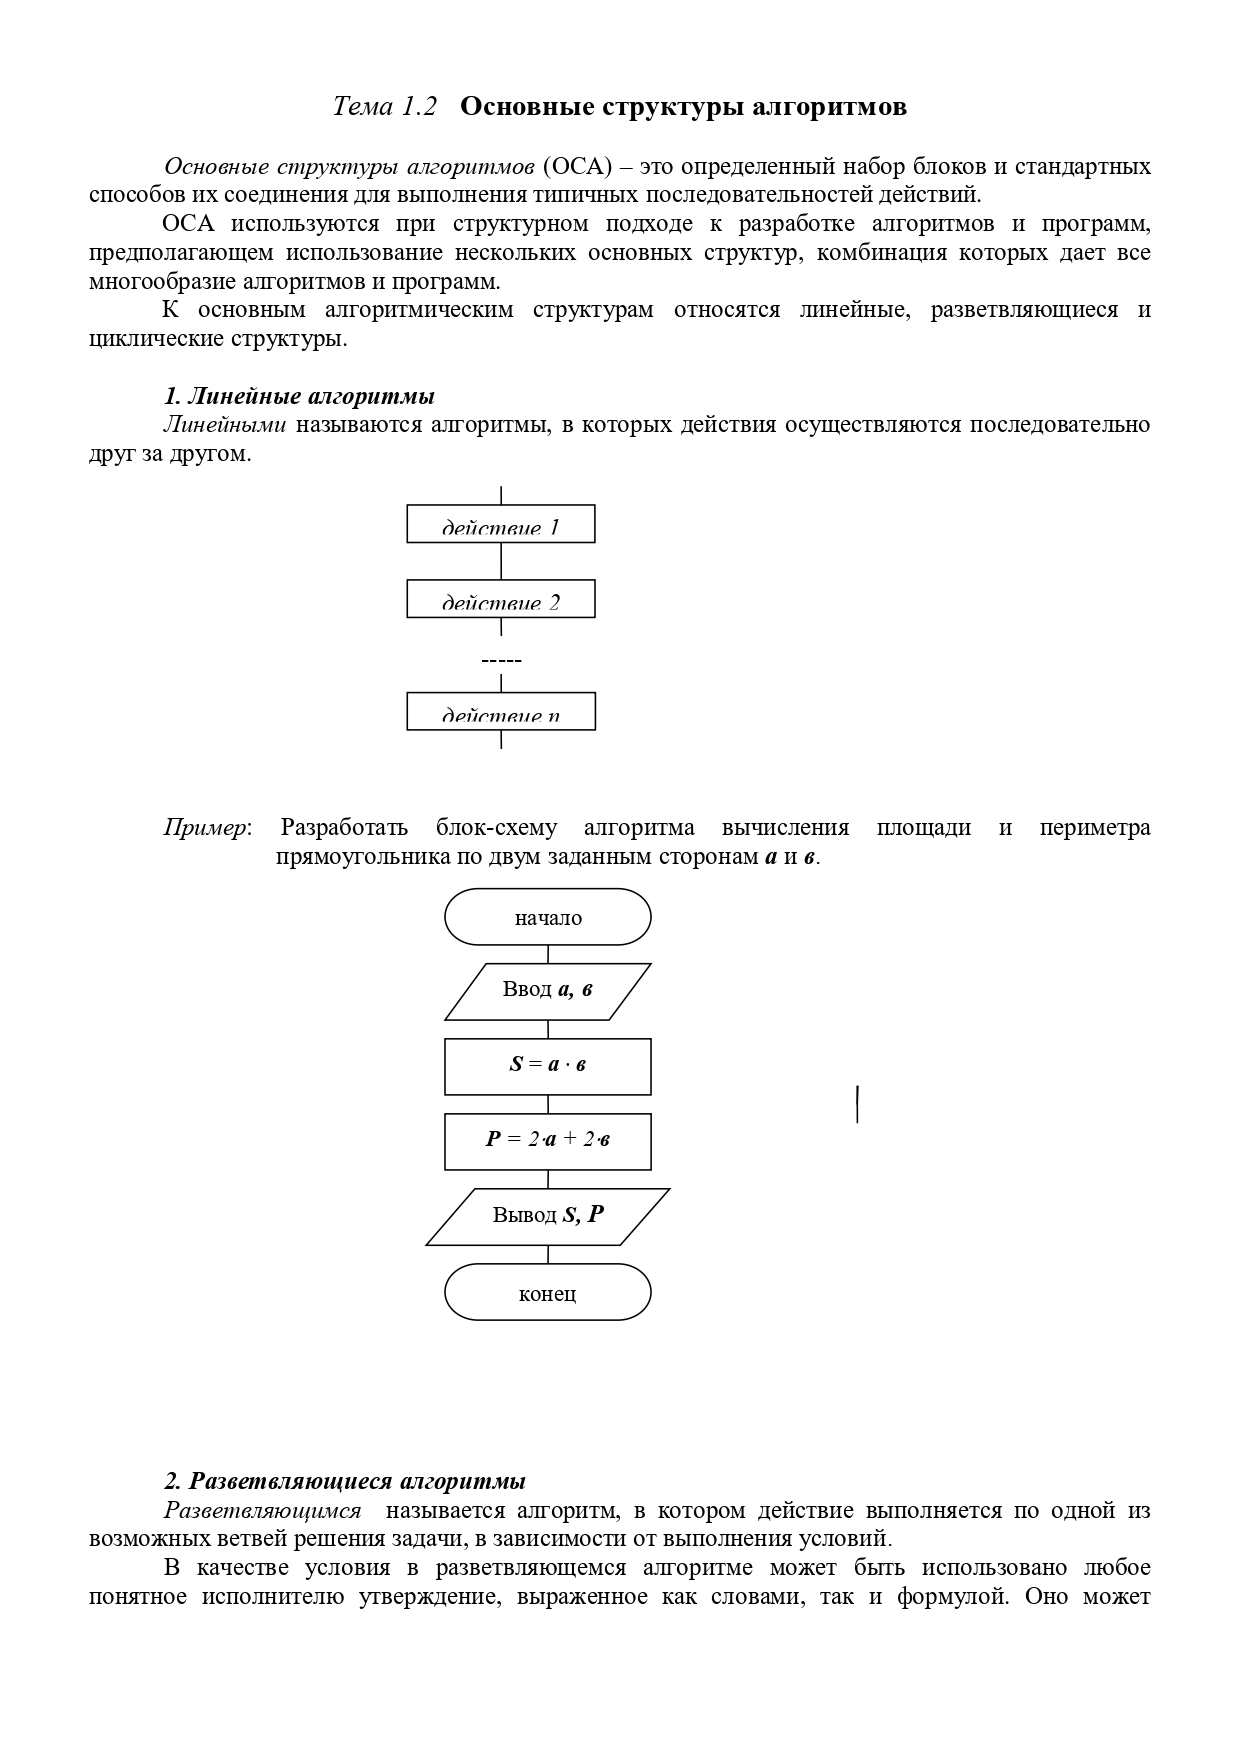 Тема 1.2 Основные структуры алгоритмов
Основные структуры алгоритмов (ОСА) – это определенный набор блоков и стандартных
способов их соединения для выполнения типичных последовательностей действий.
ОСА используются при структурном подходе к разработке алгоритмов и программ,
предполагающем использование нескольких основных структур, комбинация которых дает все
многообразие алгоритмов и программ.
К основным алгоритмическим структурам относятся линейные, разветвляющиеся и
циклические структуры.
1. Линейные алгоритмы
Линейными называются алгоритмы, в которых действия осуществляются последовательно
друг за другом.
действие 1
действие 2
-----
действие n
Пример: Разработать блок-схему алгоритма вычисления площади и периметра
прямоугольника по двум заданным сторонам а и в.
начало
Ввод а, в
S = а · в
P = 2·а + 2·в
Вывод S, P
конец
2. Разветвляющиеся алгоритмы
Разветвляющимся называется алгоритм, в котором действие выполняется по одной из
возможных ветвей решения задачи, в зависимости от выполнения условий.
В качестве условия в разветвляющемся алгоритме может быть использовано любое
понятное исполнителю утверждение, выраженное как словами, так и формулой. Оно может